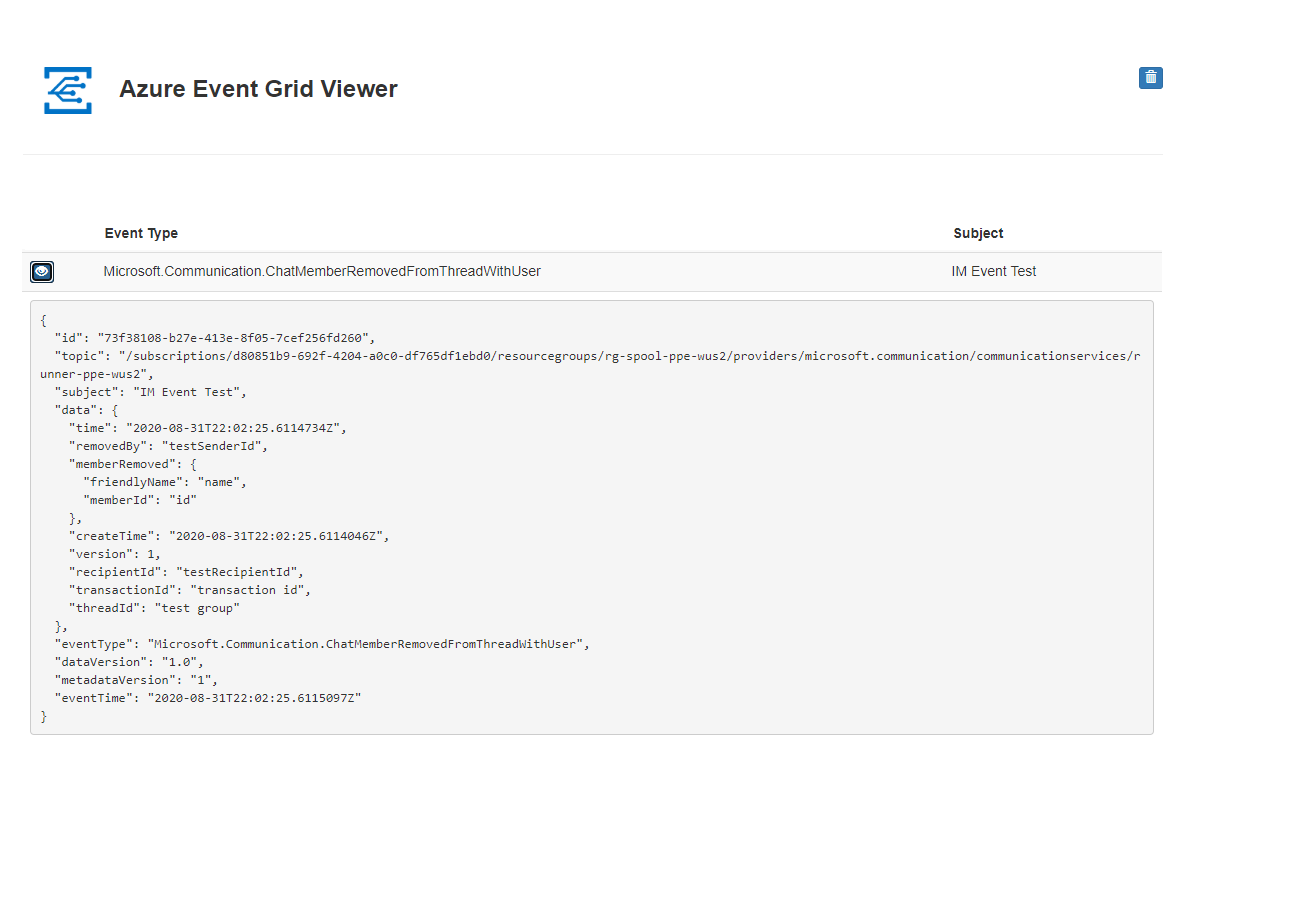 Azure Event Grid Viewer
Event Type Subject
Microsoft.Communication.ChatMemberRemovedFromThreadWithUser IM Event Test
{
  "id": "73f38108-b27e-413e-8f05-7cef256fd260",
  "topic": "/subscriptions/d80851b9-692f-4204-a0c0-df765df1ebd0/resourcegroups/rg-spool-ppe-wus2/providers/microsoft.communication/communicationservices/r
unner-ppe-wus2",
  "subject": "IM Event Test",
  "data": {
    "time": "2020-08-31T22:02:25.6114734Z",
    "removedBy": "testSenderId",
    "memberRemoved": {
      "friendlyName": "name",
      "memberId": "id"
    },
    "createTime": "2020-08-31T22:02:25.6114046Z",
    "version": 1,
    "recipientId": "testRecipientId",
    "transactionId": "transaction id",
    "threadId": "test group"
  },
  "eventType": "Microsoft.Communication.ChatMemberRemovedFromThreadWithUser",
  "dataVersion": "1.0",
  "metadataVersion": "1",
  "eventTime": "2020-08-31T22:02:25.6115097Z"
}